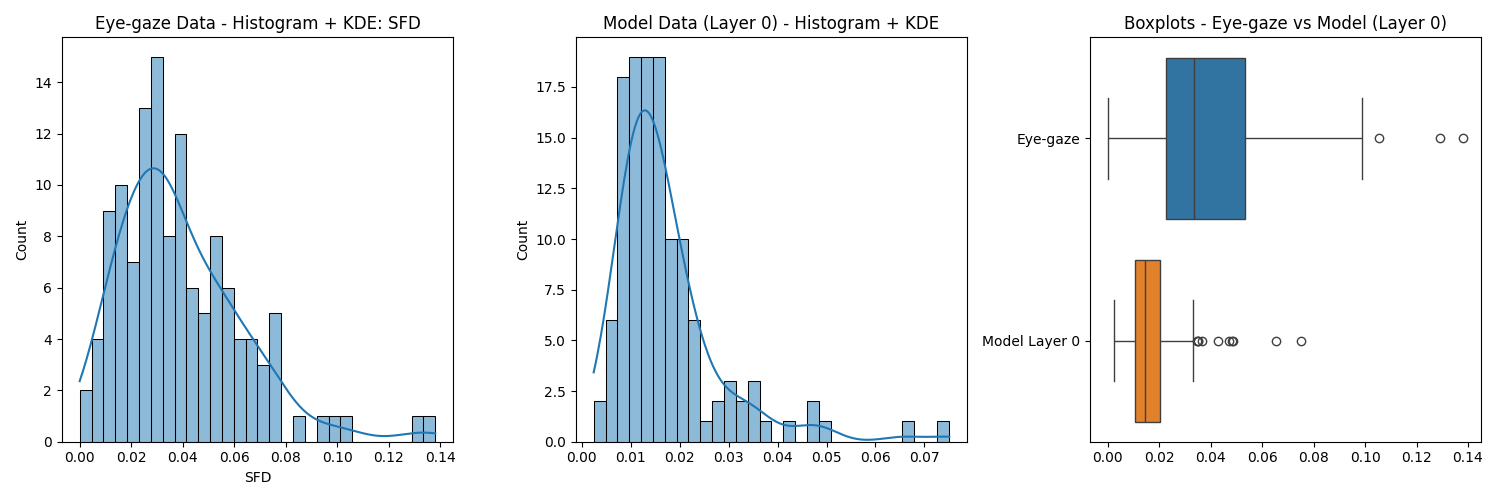 Eye-gaze Data - Histogram + KDE: SFD
Count
14
12
10
8
6
4
2
0
0.00 0.02 0.04 0.06 0.08 0.10 0.12 0.14
SFD
Model Data (Layer 0) - Histogram + KDE
Count
17.5
15.0
12.5
10.0
7.5
5.0
2.5
0.0
0.00 0.01 0.02 0.03 0.04 0.05 0.06 0.07
Boxplots - Eye-gaze vs Model (Layer 0)
Eye-gaze
Model Layer 0
0.00 0.02 0.04 0.06 0.08 0.10 0.12 0.14